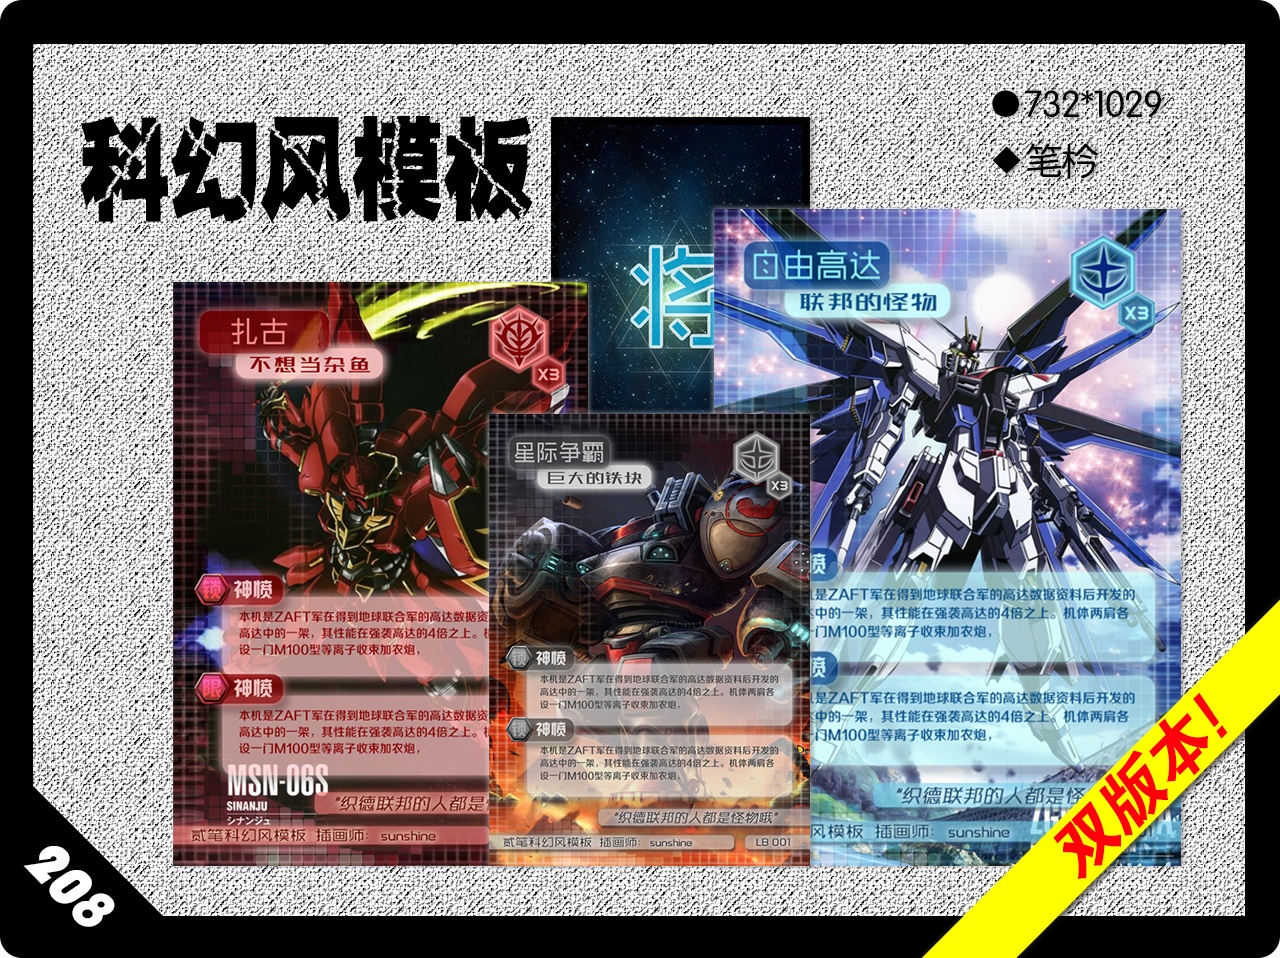 科幻风模板
●732*1029
◆笔枔
将
自由高达
联邦的怪物
X3
扎古
不想当杂鱼
X3
星际争霸
巨大的铁块
X3
锁 神愤
本机是ZAFT军在得到地球联合军的高达数据资
高达中的一架，其性能在强袭高达的4倍之上。机
设一门M100型等离子收束加农炮，
限 神愤
本机是ZAFT军在得到地球联合军的高达数据资
高达中的一架，其性能在强袭高达的4倍之上。机
设一门M100型等离子收束加农炮，
MSN-06S
SINANJU
シナンジュ
“织德联邦的人都是
贰笔科幻风模板 插画师: sunshine
锁 神愤
本机是ZAFT军在得到地球联合军的高达数据资料后开发的
高达中的一架，其性能在强袭高达的4倍之上。机体两肩各
设一门M100型等离子收束加农炮，
锁 神愤
本机是ZAFT军在得到地球联合军的高达数据资料后开发的
高达中的一架，其性能在强袭高达的4倍之上。机体两肩各
设一门M100型等离子收束加农炮，
“织德联邦的人都是怪物哦”
贰笔科幻风模板 插画师: sunshine
LB 001
愤
机是ZAFT军在得到地球联合军的高达数据资料后开发的
达中的一架，其性能在强袭高达的4倍之上。机体两肩各
一门M100型等离子收束加农炮，
愤
机是ZAFT军在得到地球联合军的高达数据资料后开发的
达中的一架，其性能在强袭高达的4倍之上。机体两肩各
一门M100型等离子收束加农炮，
“织德联邦的人都是怪
风模板 插画师: sunshine
双版本!
208